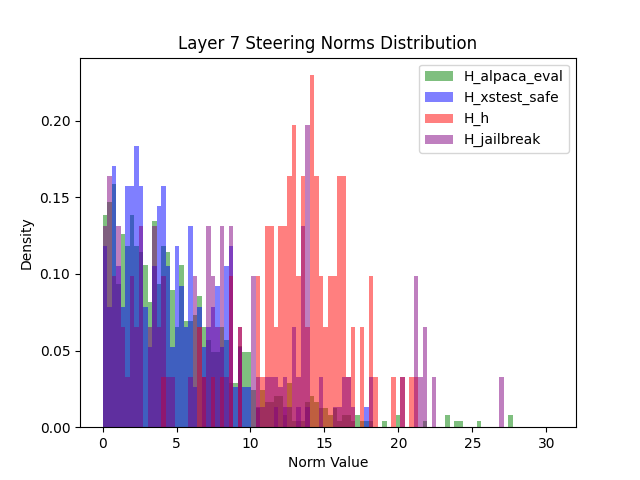 Layer 7 Steering Norms Distribution
H_alpaca_eval
H_xstest_safe
H_h
H_jailbreak
Density
0.20
0.15
0.10
0.05
0.00
0 5 10 15 20 25 30
Norm Value